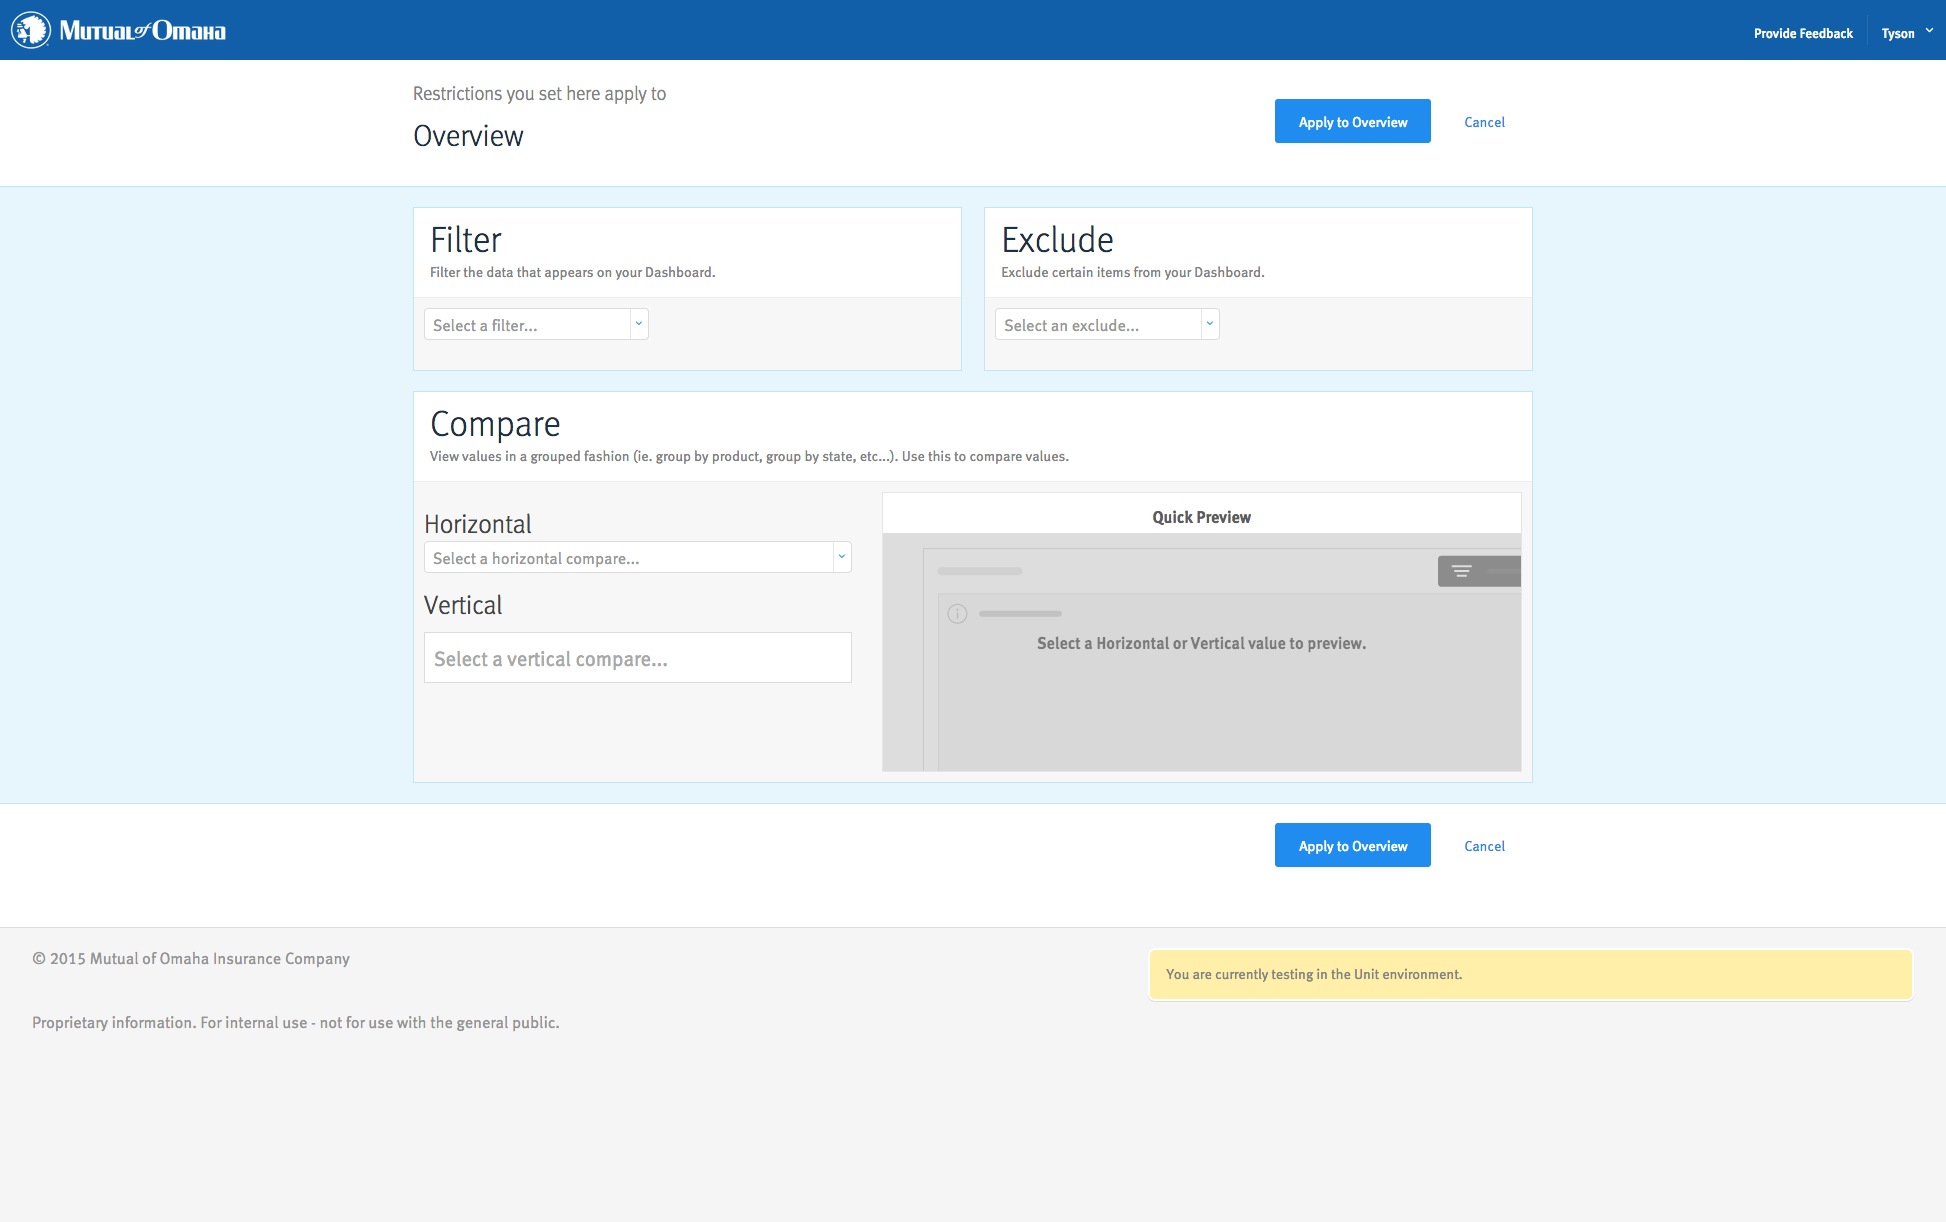 Mutual of Omaha
Provide Feedback
Tyson
Restrictions you set here apply to
Overview
Apply to Overview
Cancel
Filter
Filter the data that appears on your Dashboard.
Select a filter...
Exclude
Exclude certain items from your Dashboard.
Select an exclude...
Compare
View values in a grouped fashion (ie. group by product, group by state, etc...). Use this to compare values.
Horizontal
Select a horizontal compare...
Vertical
Select a vertical compare...
Quick Preview
Select a Horizontal or Vertical value to preview.
Apply to Overview
Cancel
© 2015 Mutual of Omaha Insurance Company
You are currently testing in the Unit environment.
Proprietary information. For internal use - not for use with the general public.